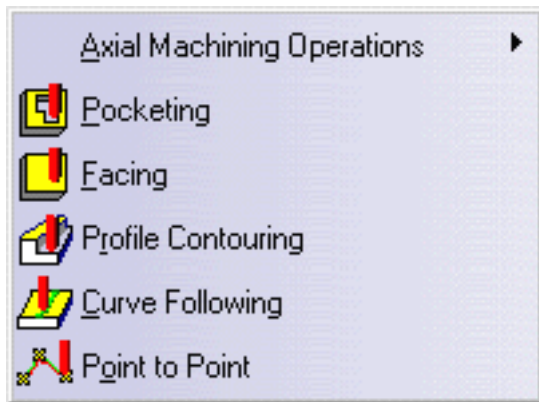 Axial Machining Operations
Pocketing
Facing
Profile Contouring
Curve Following
Point to Point